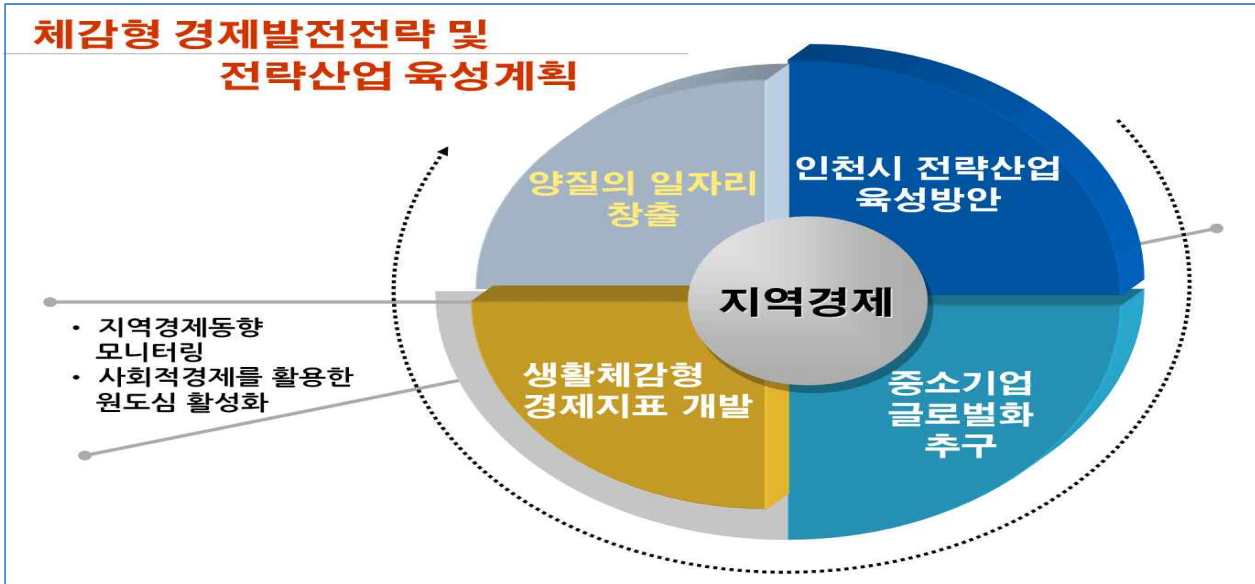 체감형 경제발전전략 및
전략산업 육성계획
양질의 일자리
창출
인천시 전략산업
육성방안
지역경제
• 지역경제동향
모니터링
• 사회적경제를 활용한
원도심 활성화
생활체감형
경제지표 개발
중소기업
글로벌화
추구